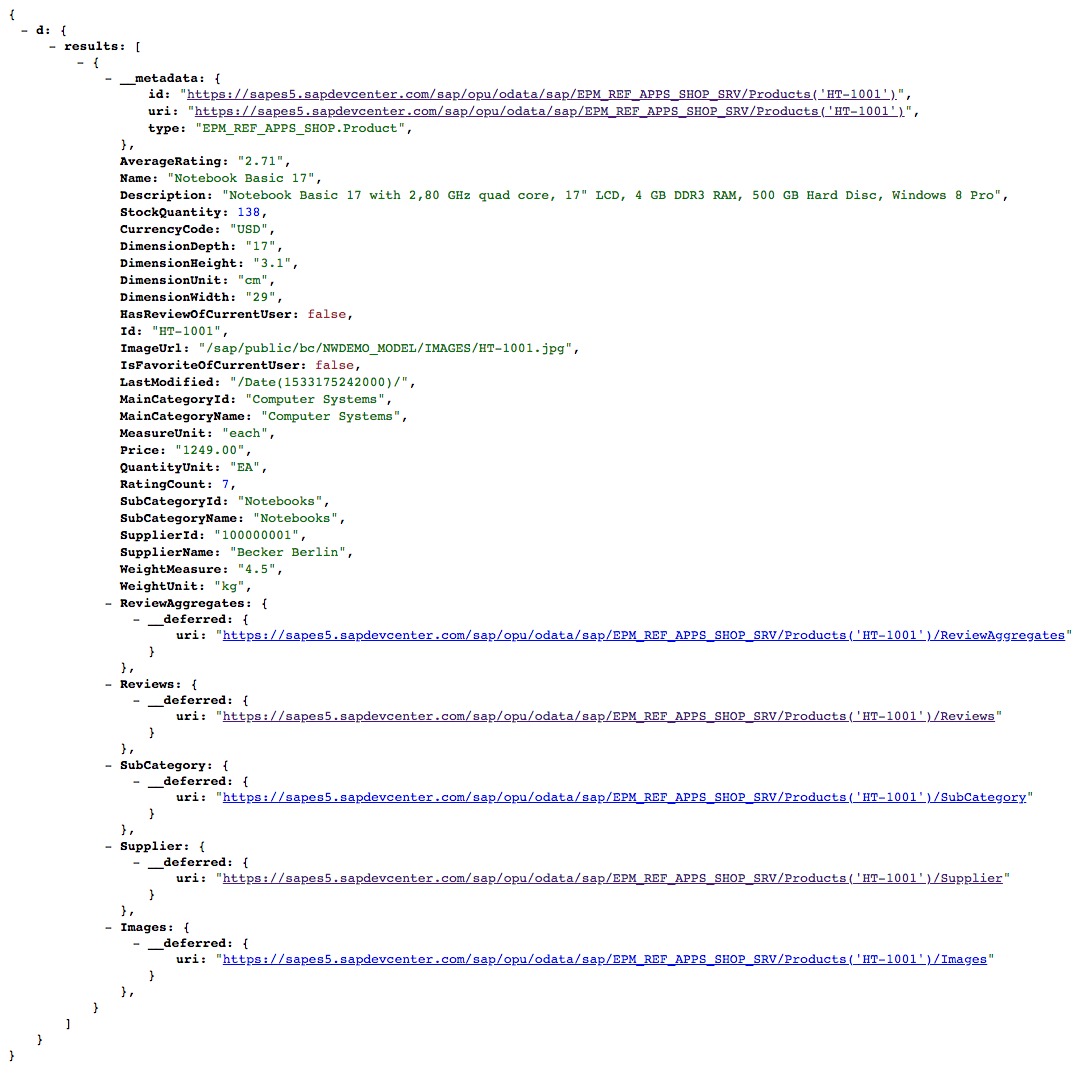 {
– d: {
– results: [
– {
– __metadata: {
id: "https://sapes5.sapdevcenter.com/sap/opu/odata/sap/EPM_REF_APPS_SHOP_SRV/Products('HT-1001')",
uri: "https://sapes5.sapdevcenter.com/sap/opu/odata/sap/EPM_REF_APPS_SHOP_SRV/Products('HT-1001')",
type: "EPM_REF_APPS_SHOP.Product",
},
AverageRating: "2.71",
Name: "Notebook Basic 17",
Description: "Notebook Basic 17 with 2,80 GHz quad core, 17" LCD, 4 GB DDR3 RAM, 500 GB Hard Disc, Windows 8 Pro",
StockQuantity: 138,
CurrencyCode: "USD",
DimensionDepth: "17",
DimensionHeight: "3.1",
DimensionUnit: "cm",
DimensionWidth: "29",
HasReviewOfCurrentUser: false,
Id: "HT-1001",
ImageUrl: "/sap/public/bc/NWDEMO_MODEL/IMAGES/HT-1001.jpg",
IsFavoriteOfCurrentUser: false,
LastModified: "/Date(1533175242000)/",
MainCategoryId: "Computer Systems",
MainCategoryName: "Computer Systems",
MeasureUnit: "each",
Price: "1249.00",
QuantityUnit: "EA",
RatingCount: 7,
SubCategoryId: "Notebooks",
SubCategoryName: "Notebooks",
SupplierId: "100000001",
SupplierName: "Becker Berlin",
WeightMeasure: "4.5",
WeightUnit: "kg",
– ReviewAggregates: {
– __deferred: {
uri: "https://sapes5.sapdevcenter.com/sap/opu/odata/sap/EPM_REF_APPS_SHOP_SRV/Products('HT-1001')/ReviewAggregates"
}
},
– Reviews: {
– __deferred: {
uri: "https://sapes5.sapdevcenter.com/sap/opu/odata/sap/EPM_REF_APPS_SHOP_SRV/Products('HT-1001')/Reviews"
}
},
– SubCategory: {
– __deferred: {
uri: "https://sapes5.sapdevcenter.com/sap/opu/odata/sap/EPM_REF_APPS_SHOP_SRV/Products('HT-1001')/SubCategory"
}
},
– Supplier: {
– __deferred: {
uri: "https://sapes5.sapdevcenter.com/sap/opu/odata/sap/EPM_REF_APPS_SHOP_SRV/Products('HT-1001')/Supplier"
}
},
– Images: {
– __deferred: {
uri: "https://sapes5.sapdevcenter.com/sap/opu/odata/sap/EPM_REF_APPS_SHOP_SRV/Products('HT-1001')/Images"
}
},
}
]
}
}